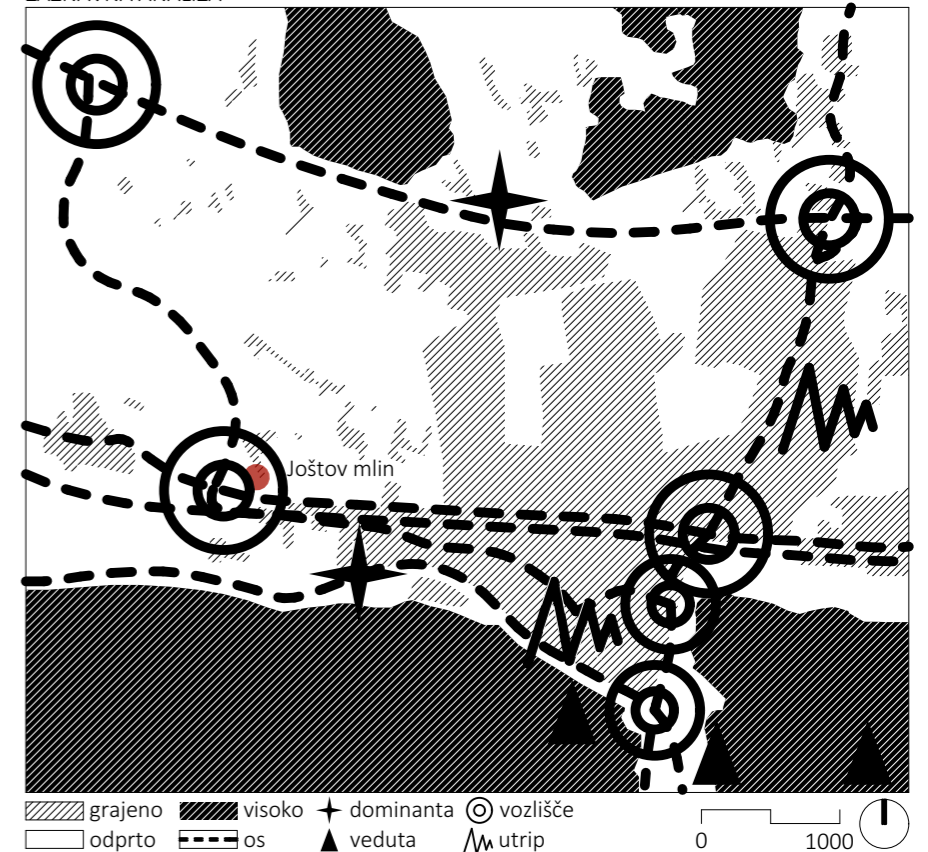 Joštov mlin
grajeno visoko dominanta vozlišče
odprto os veduta utrip
0 1000